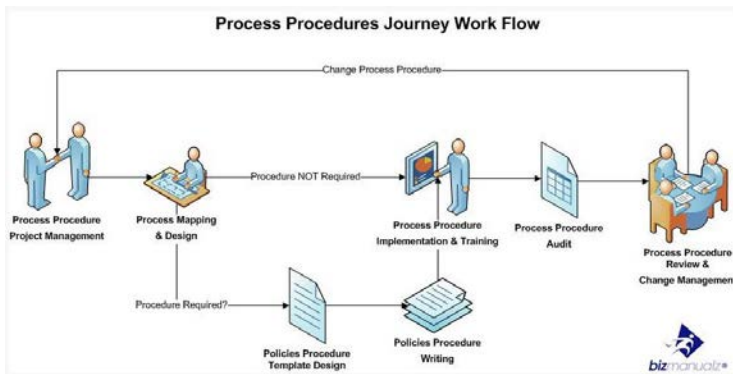 Process Procedures Journey Work Flow
Change Process Procedure
Procedure NOT Required
Process Procedure
Project Management
Process Mapping
& Design
Process Procedure
Implementation & Training
Process Procedure
Audit
Process Procedure
Review &
Change Management
Procedure Required?
Policies Procedure
Template Design
Policies Procedure
Writing
bizmanualz®